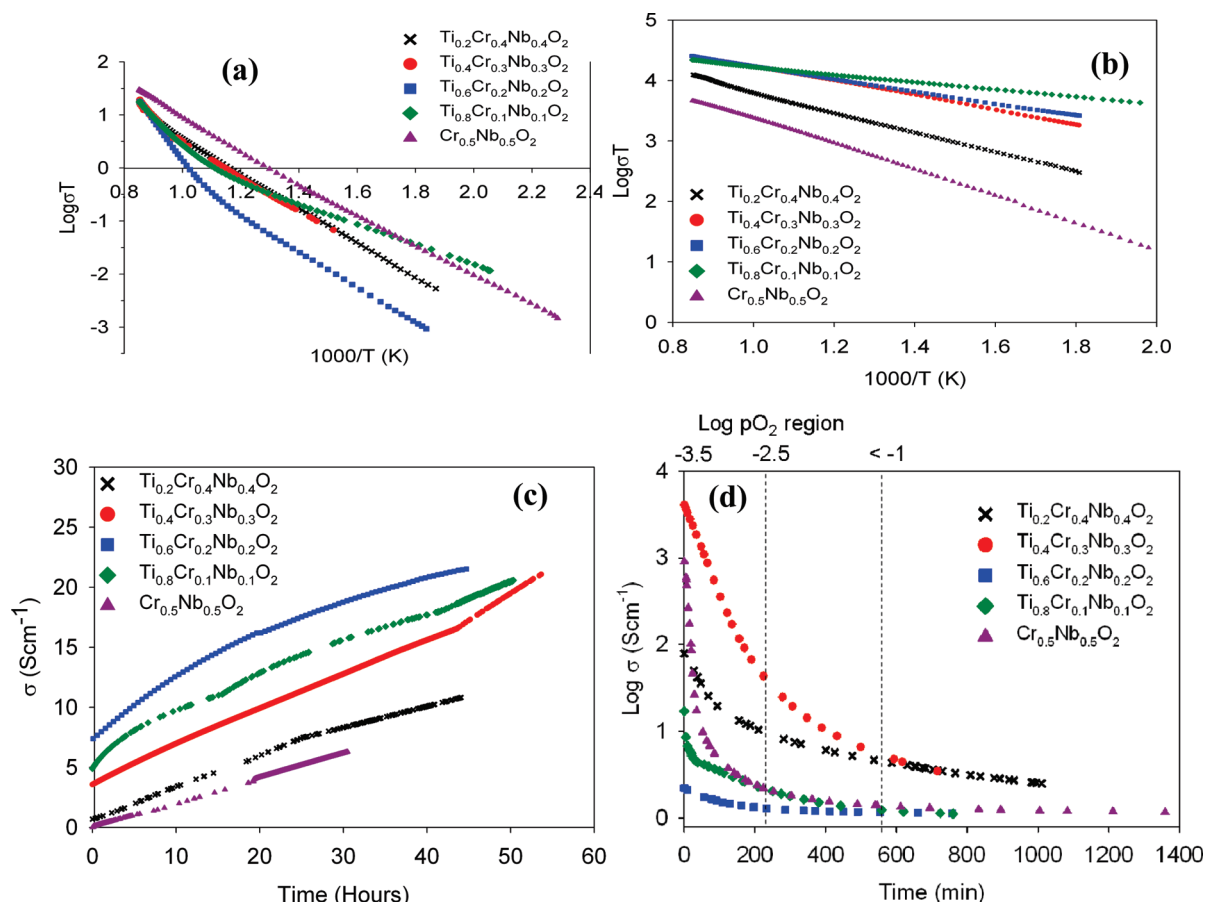 (a)
Ti0.2Cr0.4Nb0.4O2
Ti0.4Cr0.3Nb0.3O2
Ti0.6Cr0.2Nb0.2O2
Ti0.8Cr0.1Nb0.1O2
Cr0.5Nb0.5O2
LogσT
2
1
0
-1
-2
-3
0.8 1.0 1.2 1.4 1.6 1.8 2.0 2.2 2.4
1000/T (K)
(b)
LogσT
5
4
3
2
1
0
Ti0.2Cr0.4Nb0.4O2
Ti0.4Cr0.3Nb0.3O2
Ti0.6Cr0.2Nb0.2O2
Ti0.8Cr0.1Nb0.1O2
Cr0.5Nb0.5O2
0.8 1.0 1.2 1.4 1.6 1.8 2.0
1000/T (K)
(c)
Ti0.2Cr0.4Nb0.4O2
Ti0.4Cr0.3Nb0.3O2
Ti0.6Cr0.2Nb0.2O2
Ti0.8Cr0.1Nb0.1O2
Cr0.5Nb0.5O2
σ (Scm-1)
30
25
20
15
10
5
0
0 10 20 30 40 50 60
Time (Hours)
Log pO2 region
-3.5 -2.5 < -1
(d)
Ti0.2Cr0.4Nb0.4O2
Ti0.4Cr0.3Nb0.3O2
Ti0.6Cr0.2Nb0.2O2
Ti0.8Cr0.1Nb0.1O2
Cr0.5Nb0.5O2
Log σ (Scm-1)
4
3
2
1
0
0 200 400 600 800 1000 1200 1400
Time (min)